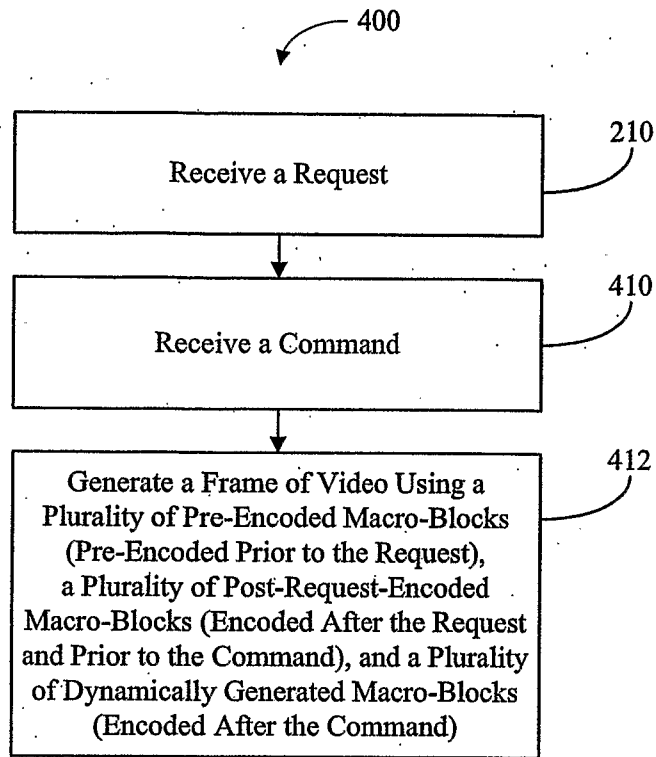 400
Receive a Request
210
Receive a Command
410
Generate a Frame of Video Using a
Plurality of Pre-Encoded Macro-Blocks
(Pre-Encoded Prior to the Request),
a Plurality of Post-Request-Encoded
Macro-Blocks (Encoded After the Request
and Prior to the Command), and a Plurality
of Dynamically Generated Macro-Blocks
(Encoded After the Command)
412